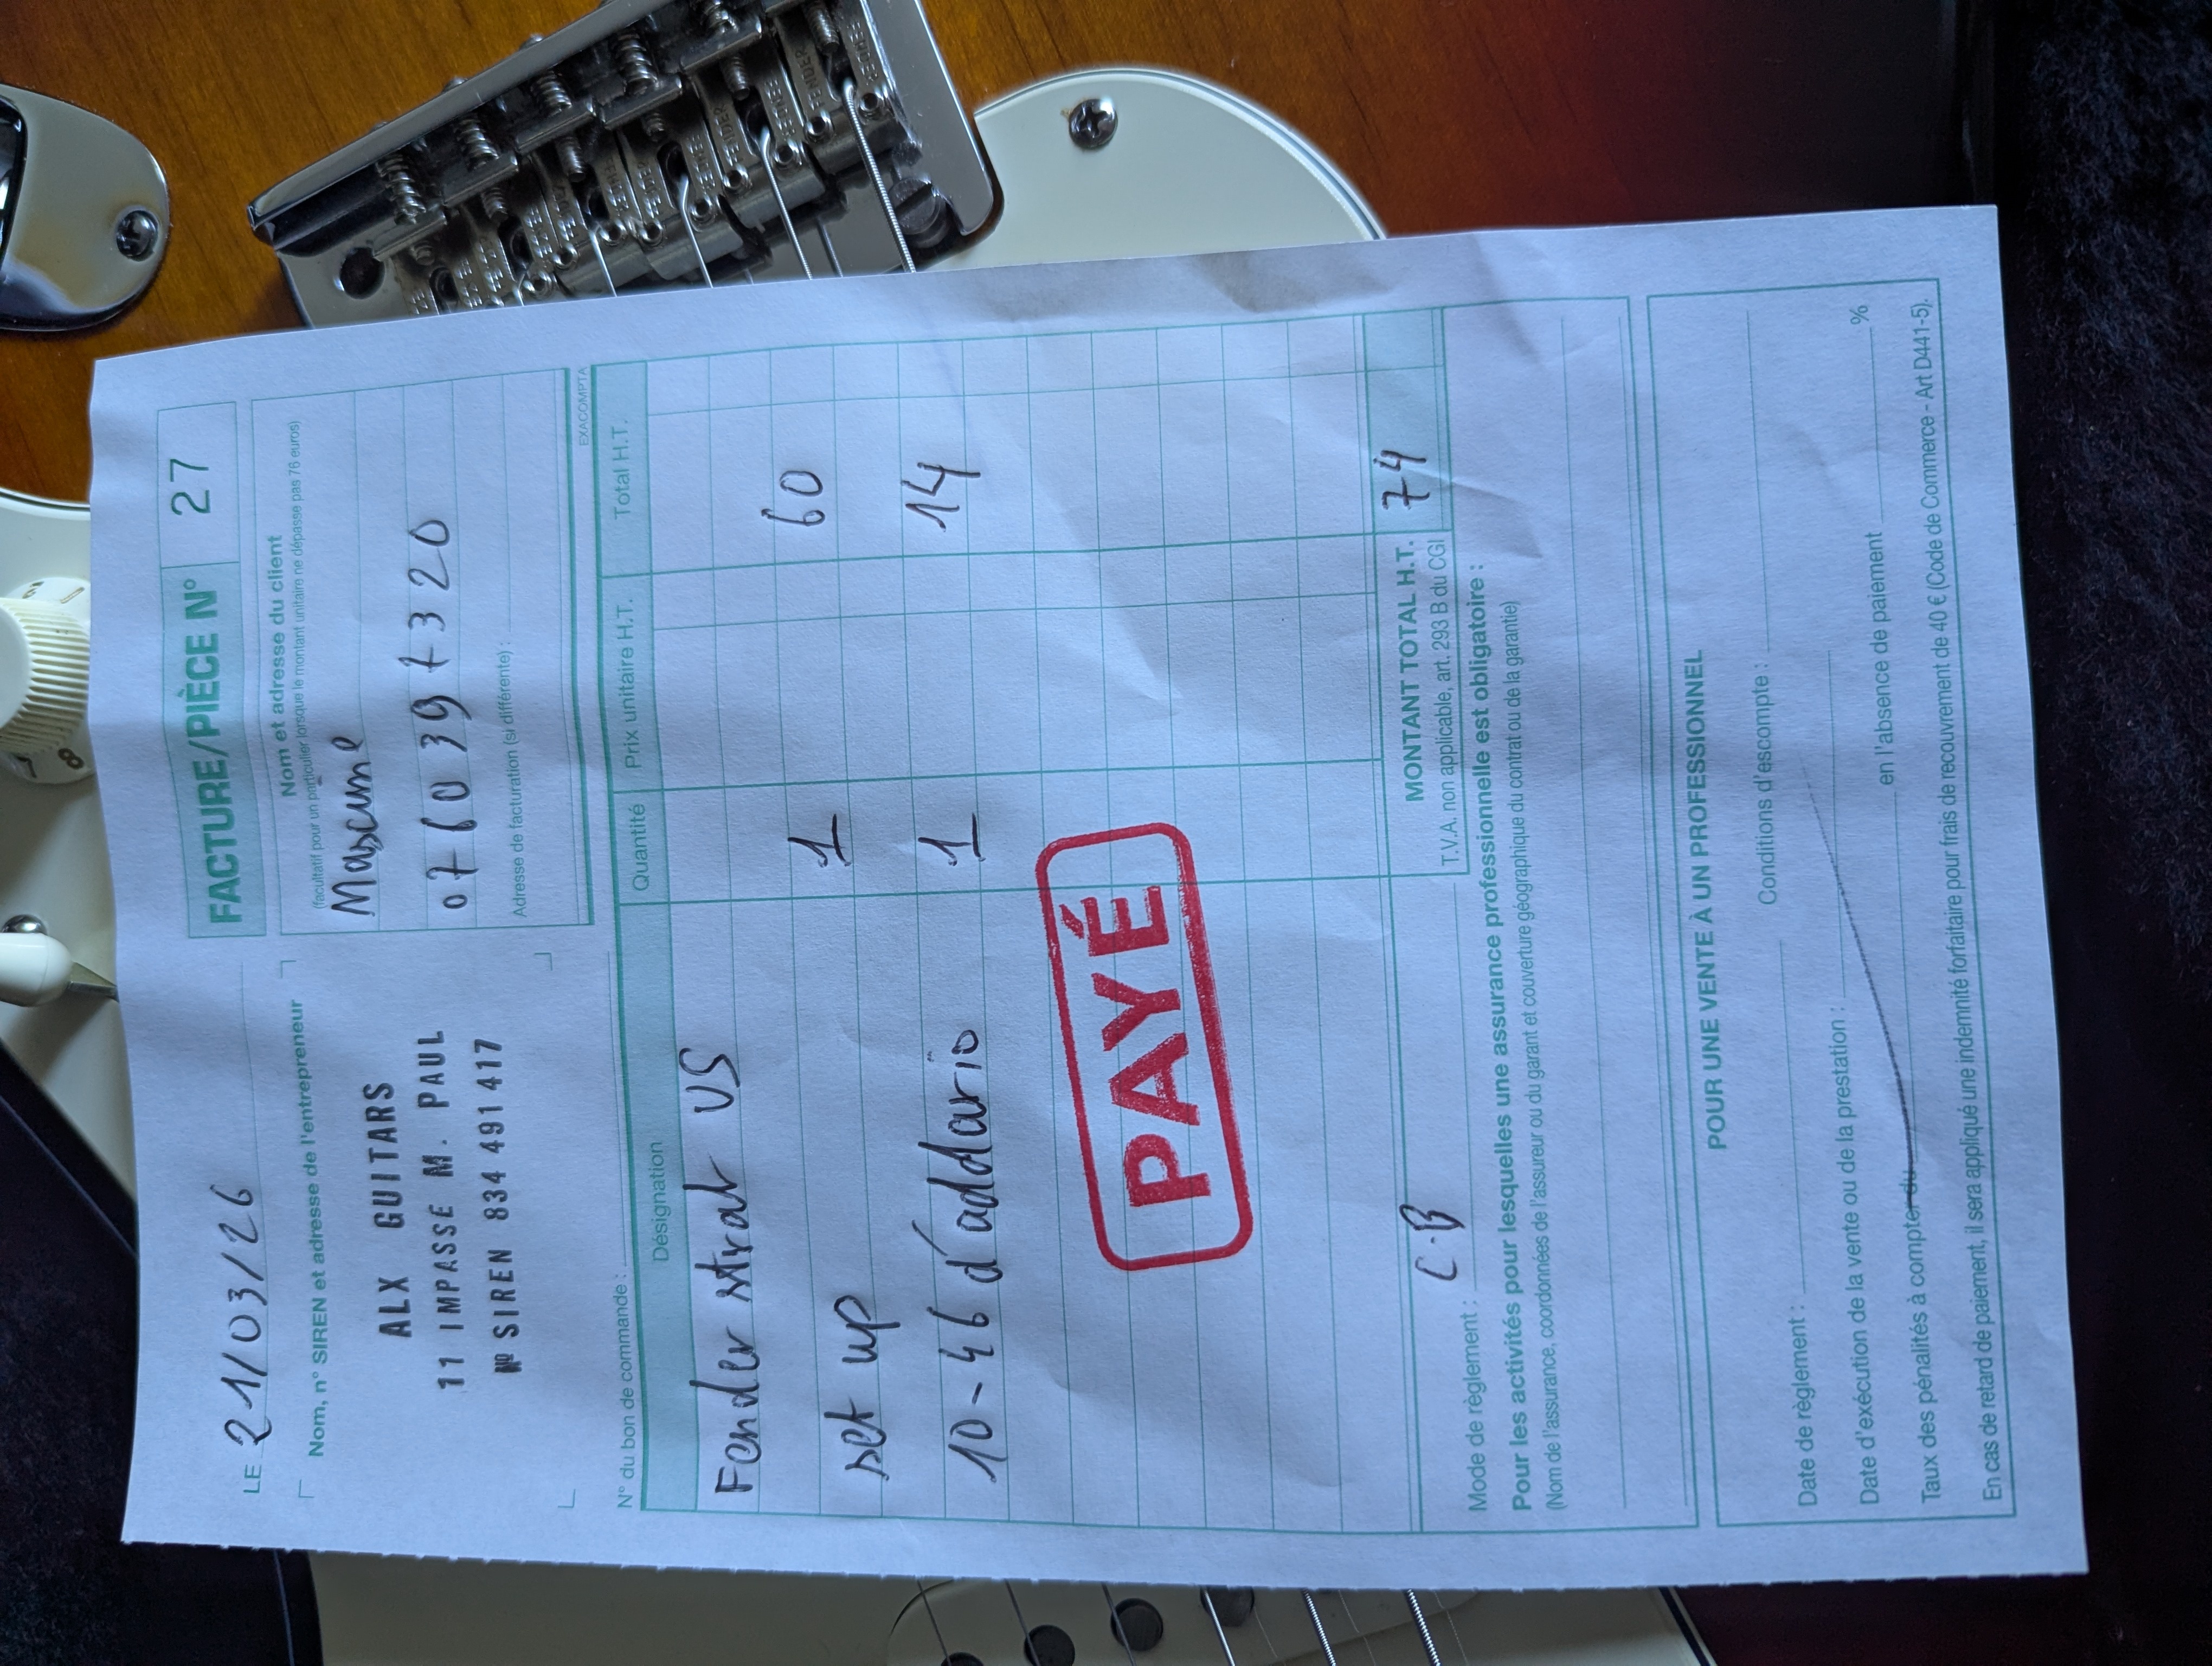 FACTURE/PIÈCE N° 27
LE 21/03/26
Nom, n° SIREN et adresse de l'entrepreneur
ALX GUITARS
11 IMPASSE M. PAUL
N° SIREN 834 491 417
Nom et adresse du client
(facultatif pour un particulier lorsque le montant unitaire ne dépasse pas 76 euros)
07 60 39 73 20
Adresse de facturation (si différente) :
EXACOMPTA
N° du bon de commande :
Désignation Quantité Prix unitaire H.T. Total H.T.
Fender strat US
set up 1 60
10-46 d'addario 1 14
PAYÉ
MONTANT TOTAL H.T. 74
T.V.A. non applicable, art. 293 B du CGI
Mode de règlement : C.B
Pour les activités pour lesquelles une assurance professionnelle est obligatoire :
(Nom de l'assurance, coordonnées de l'assureur ou du garant et couverture géographique du contrat ou de la garantie)
POUR UNE VENTE À UN PROFESSIONNEL
Date de règlement : Conditions d'escompte :
Date d'exécution de la vente ou de la prestation :
Taux des pénalités à compter du en l'absence de paiement %
En cas de retard de paiement, il sera appliqué une indemnité forfaitaire pour frais de recouvrement de 40 € (Code de Commerce - Art D441-5).
FENDER
FENDER
8